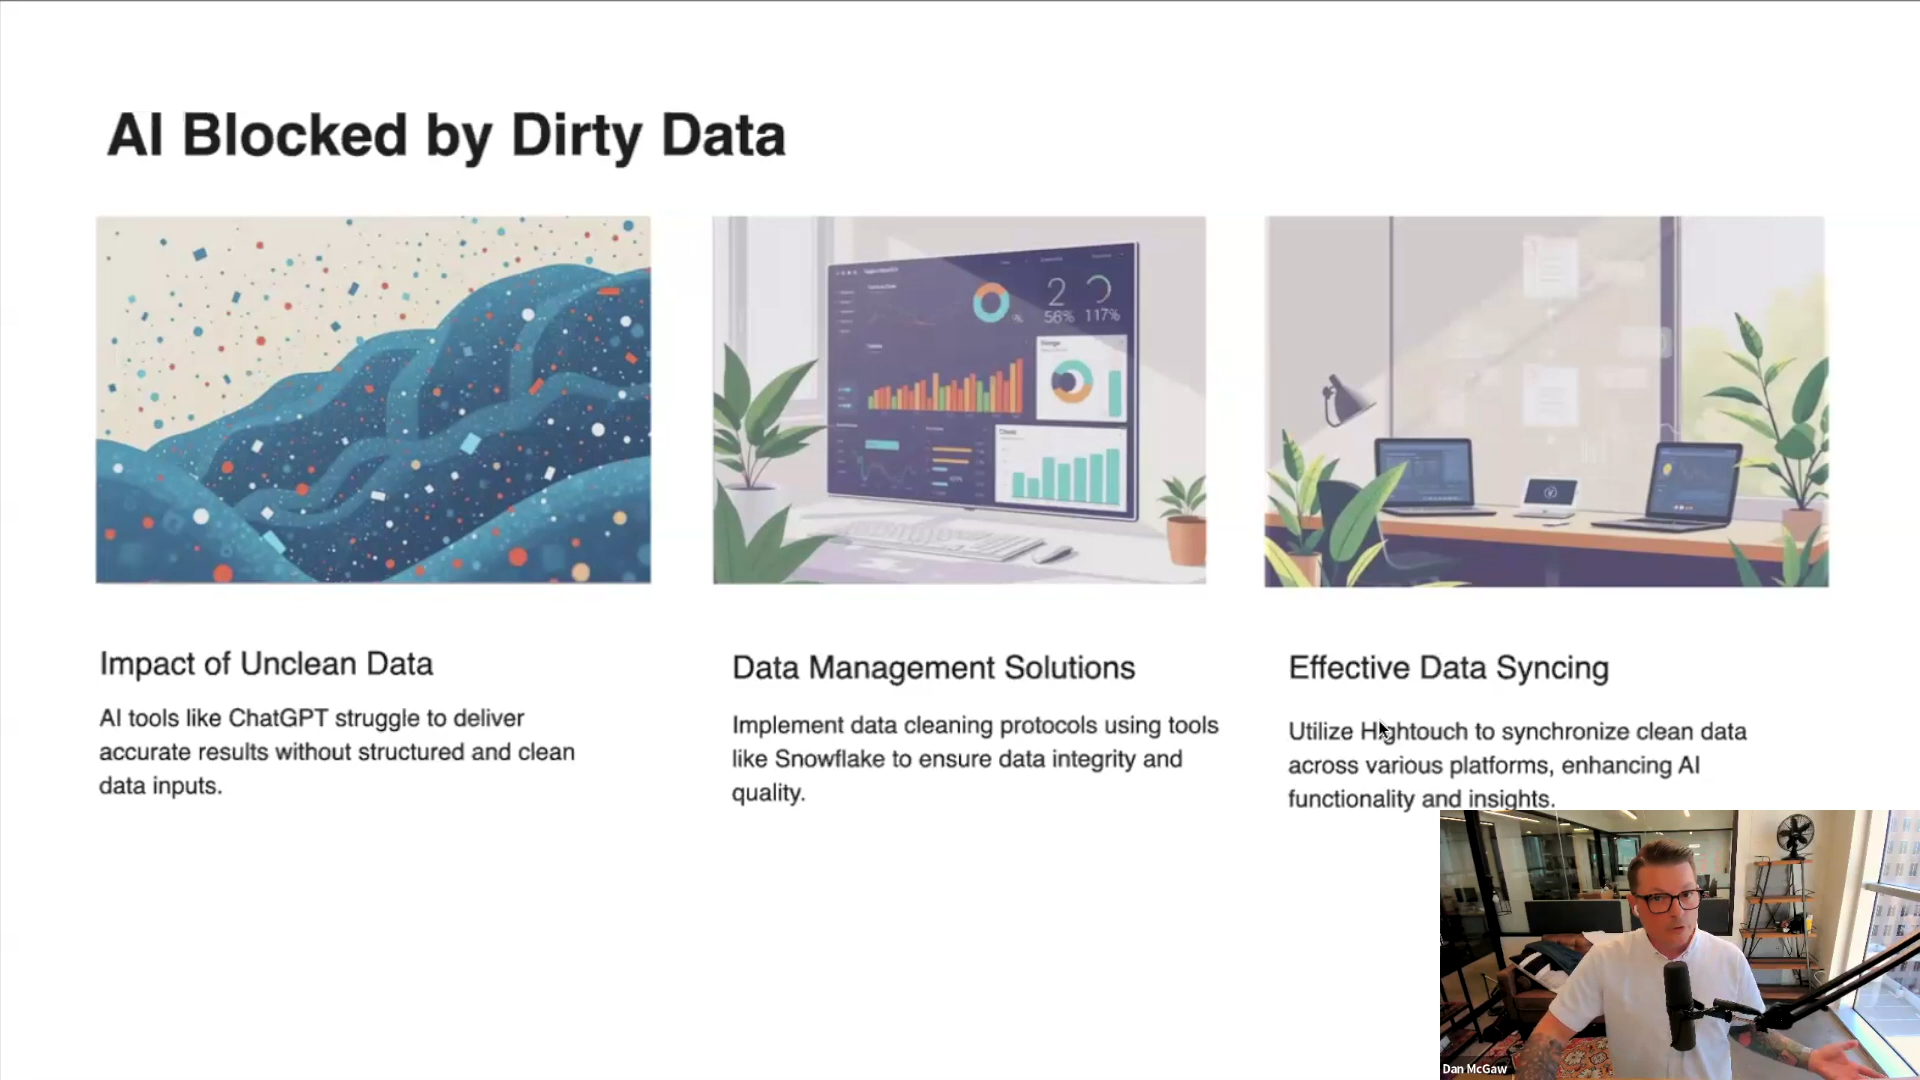 AI Blocked by Dirty Data
2
56%
117%
Impact of Unclean Data
AI tools like ChatGPT struggle to deliver
accurate results without structured and clean
data inputs.
Data Management Solutions
Implement data cleaning protocols using tools
like Snowflake to ensure data integrity and
quality.
Effective Data Syncing
Utilize Hightouch to synchronize clean data
across various platforms, enhancing AI
functionality and insights.
Dan McGaw